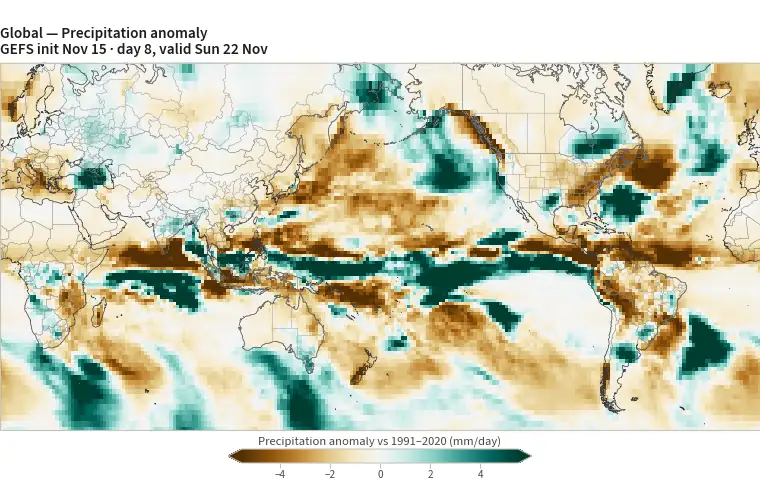 Global — Precipitation anomaly
GEFS init Nov 15 · day 8, valid Sun 22 Nov
Precipitation anomaly vs 1991–2020 (mm/day)
−4 −2 0 2 4